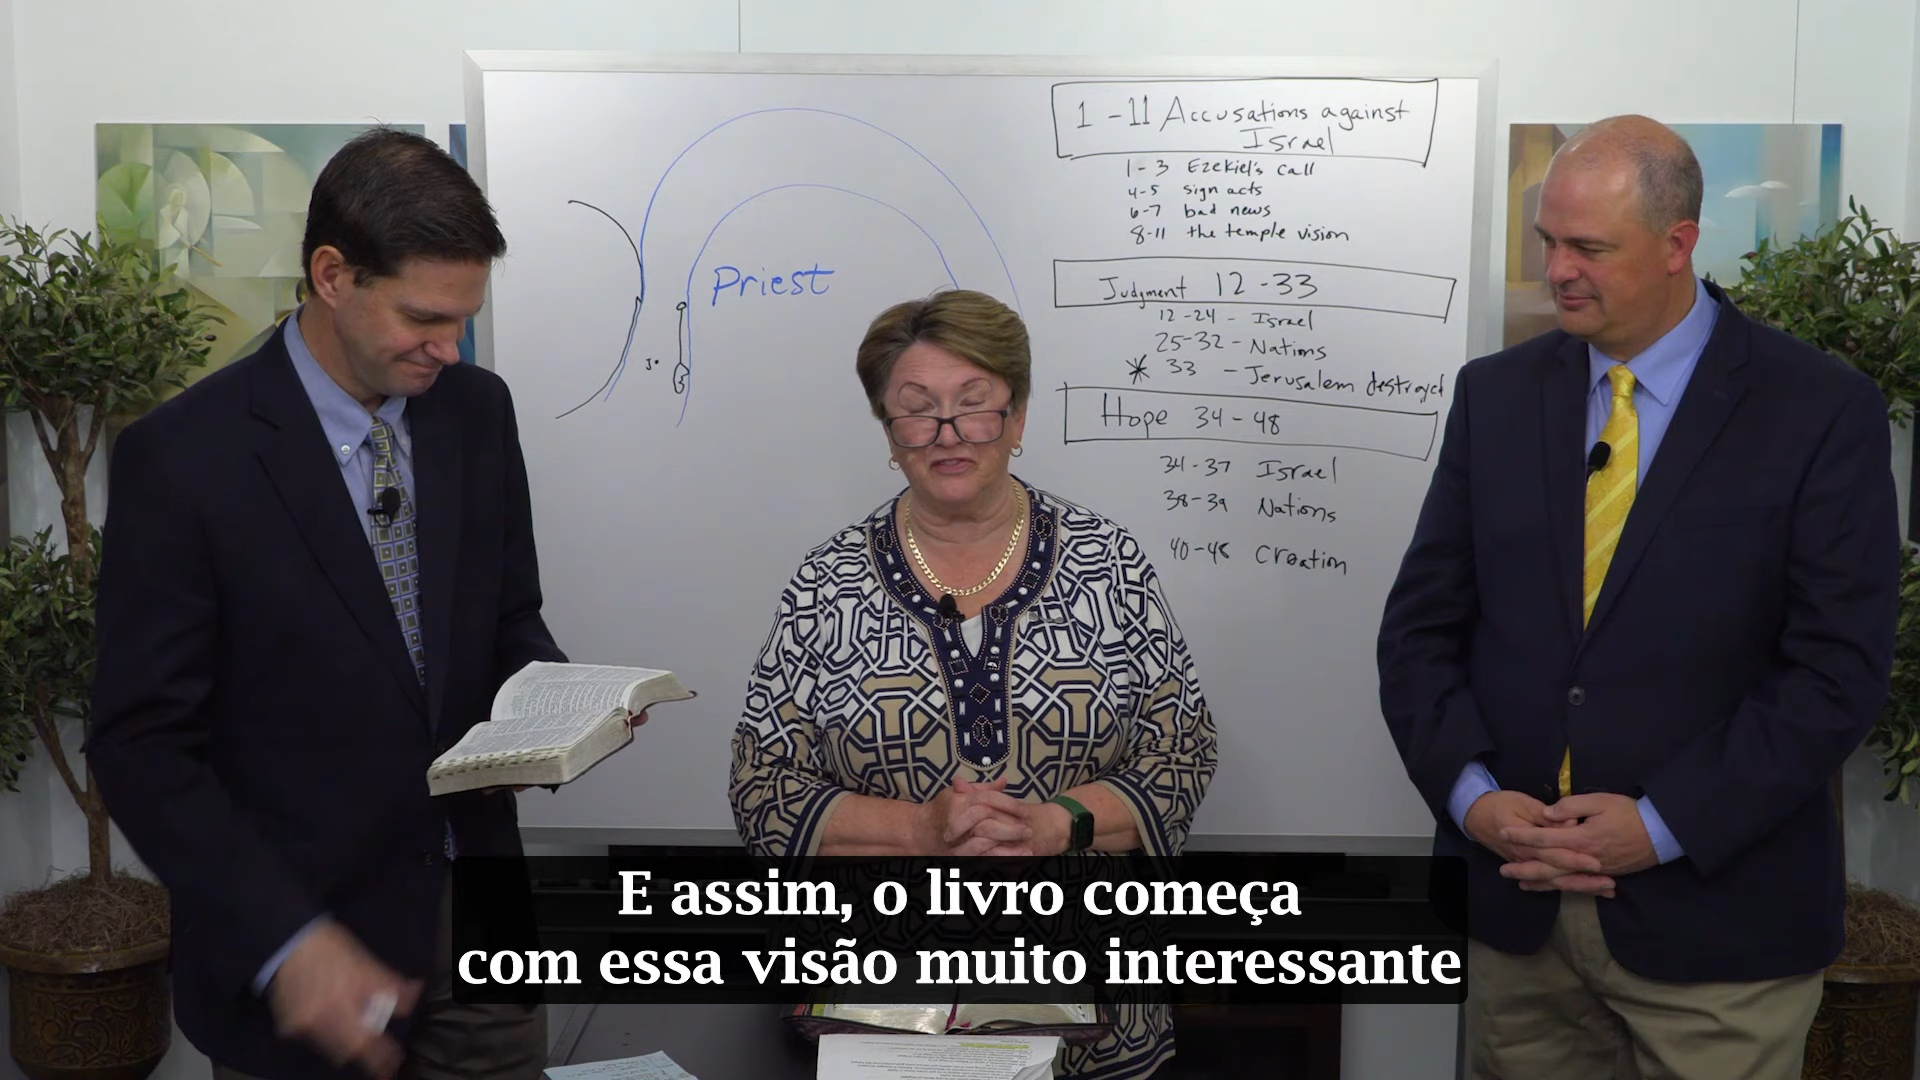 1-11 Accusations against
Israel
1-3 Ezekiel's call
4-5 sign acts
6-7 bad news
8-11 the temple vision
Judgment 12-33
12-24 - Israel
25-32 - Nations
* 33 - Jerusalem destroyed
Hope 34-48
34-37 Israel
38-39 Nations
40-48 Creation
Priest
E assim, o livro começa
com essa visão muito interessante